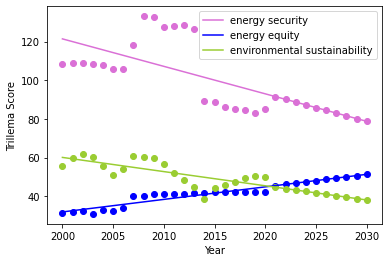 energy security
energy equity
environmental sustainability
Trillema Score
120
100
80
60
40
2000
2005
2010
2015
2020
2025
2030
Year